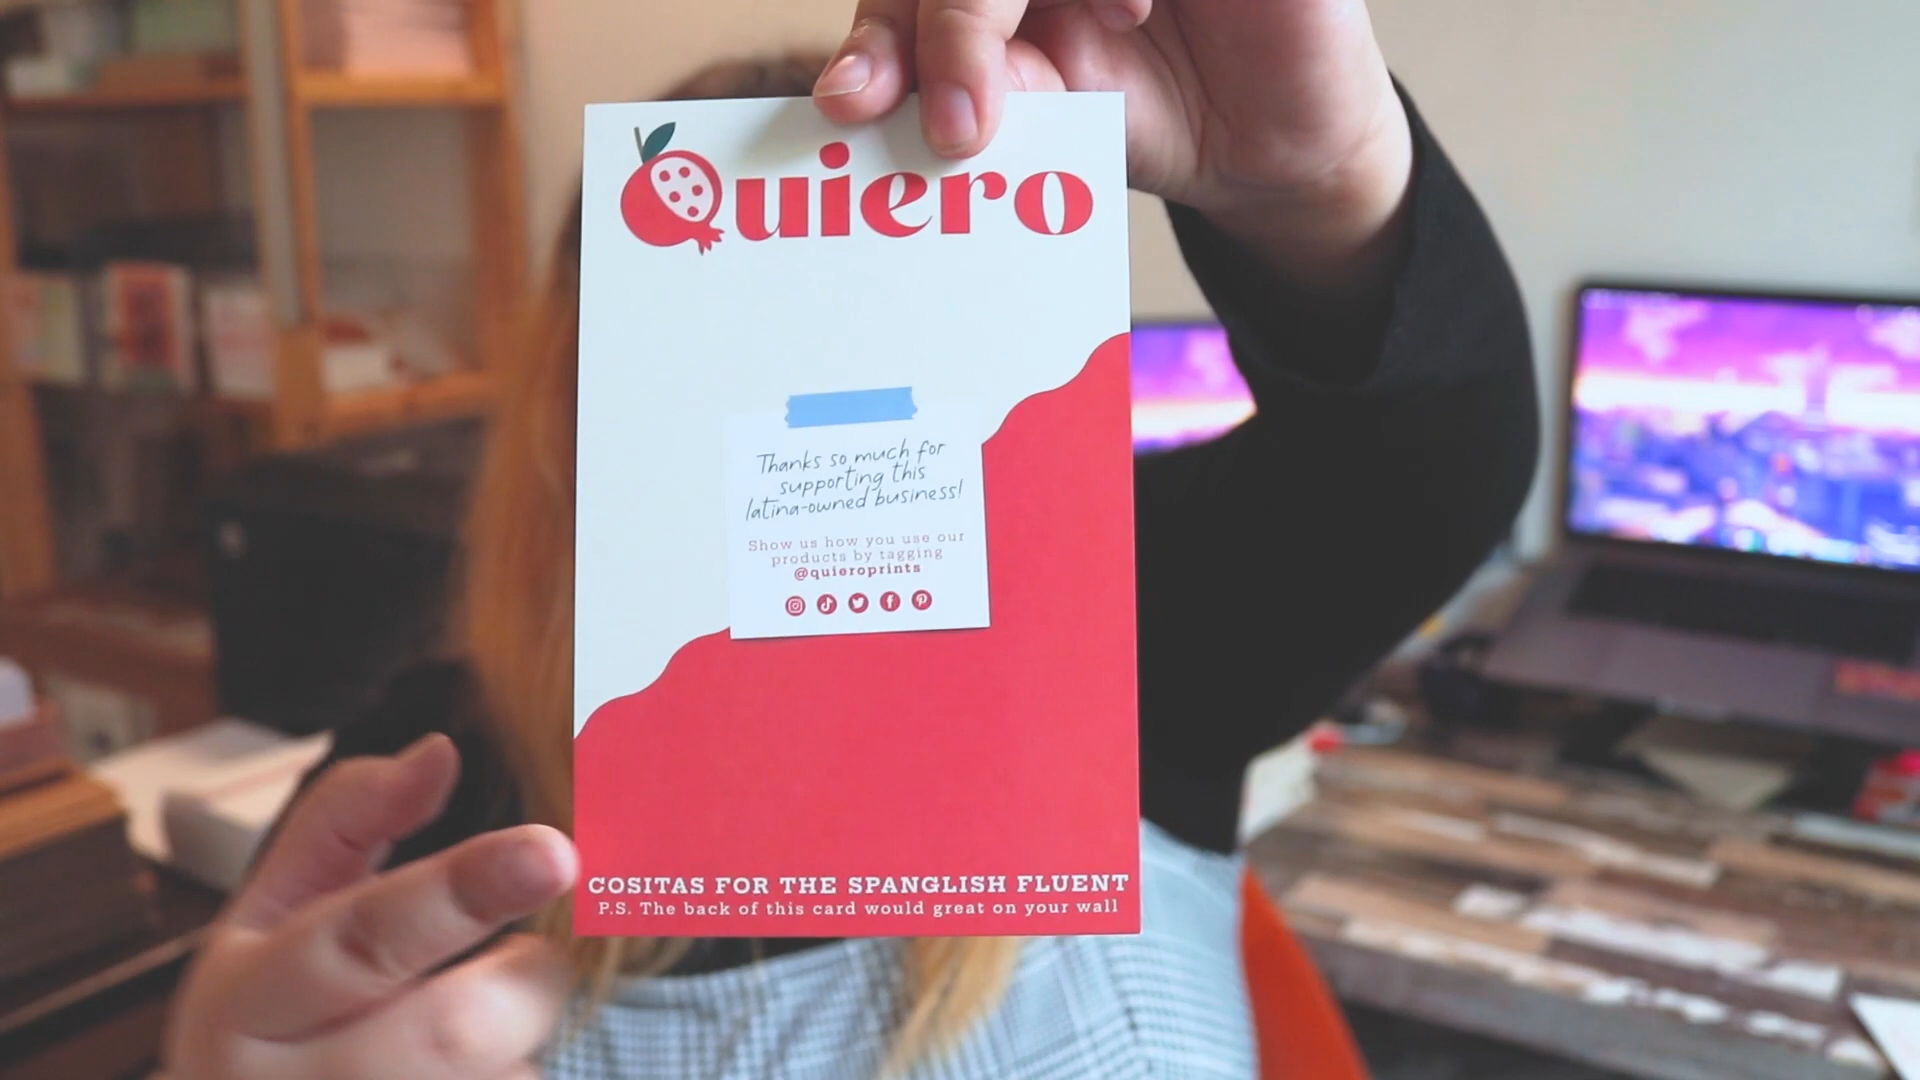 Quiero
Thanks so much for
supporting this
latina-owned business!
Show us how you use our
products by tagging
@quieroprints
COSITAS FOR THE SPANGLISH FLUENT
P.S. The back of this card would great on your wall